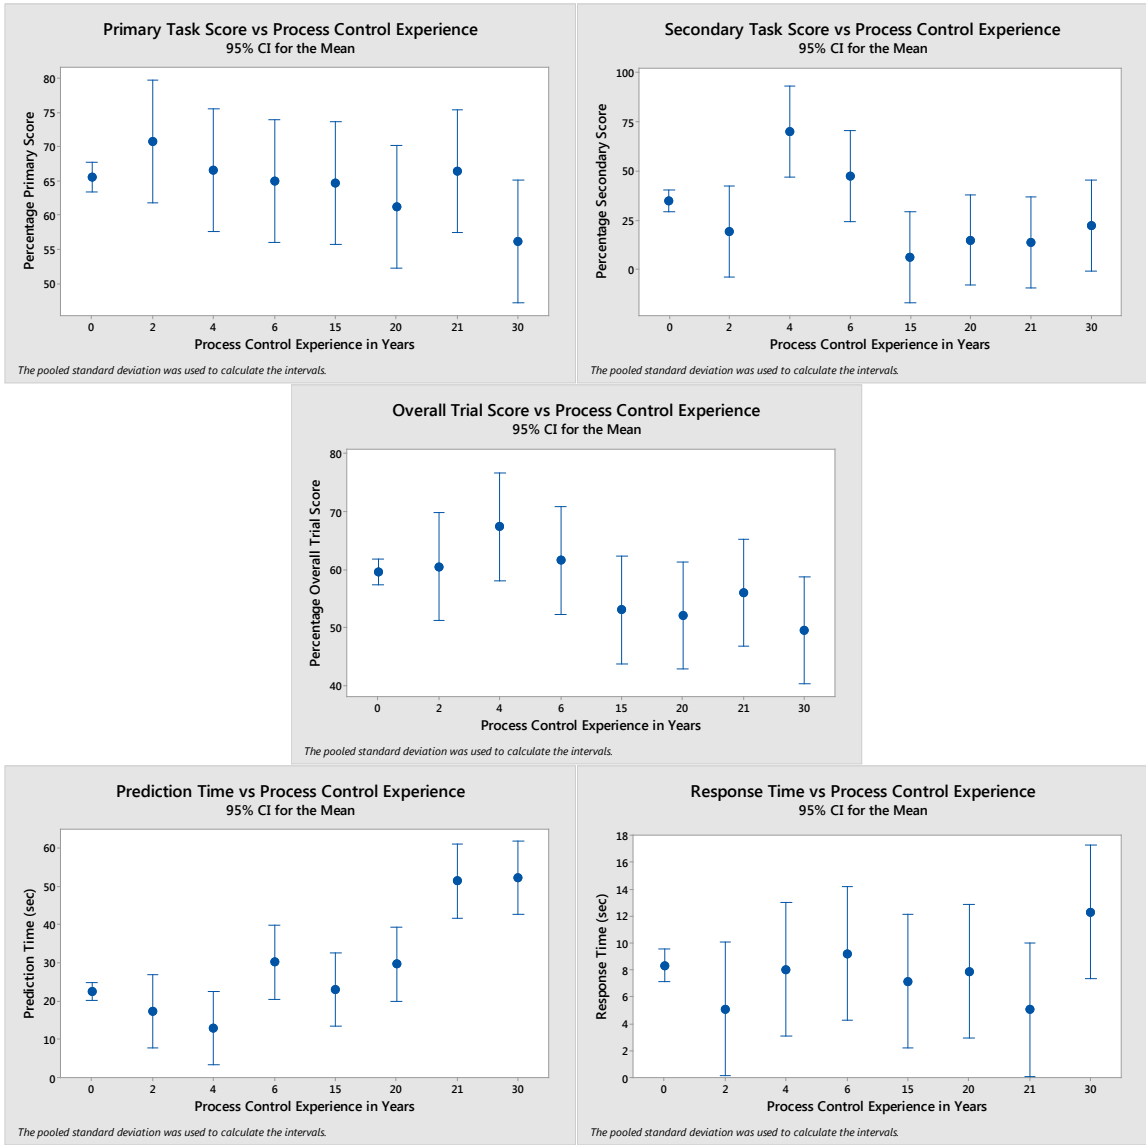 Primary Task Score vs Process Control Experience
95% CI for the Mean
Percentage Primary Score
80
75
70
65
60
55
50
0 2 4 6 15 20 21 30
Process Control Experience in Years
The pooled standard deviation was used to calculate the intervals.
Secondary Task Score vs Process Control Experience
95% CI for the Mean
Percentage Secondary Score
100
75
50
25
0
0 2 4 6 15 20 21 30
Process Control Experience in Years
The pooled standard deviation was used to calculate the intervals.
Overall Trial Score vs Process Control Experience
95% CI for the Mean
Percentage Overall Trial Score
80
70
60
50
40
0 2 4 6 15 20 21 30
Process Control Experience in Years
The pooled standard deviation was used to calculate the intervals.
Prediction Time vs Process Control Experience
95% CI for the Mean
Prediction Time (sec)
60
50
40
30
20
10
0
0 2 4 6 15 20 21 30
Process Control Experience in Years
The pooled standard deviation was used to calculate the intervals.
Response Time vs Process Control Experience
95% CI for the Mean
Response Time (sec)
18
16
14
12
10
8
6
4
2
0
0 2 4 6 15 20 21 30
Process Control Experience in Years
The pooled standard deviation was used to calculate the intervals.